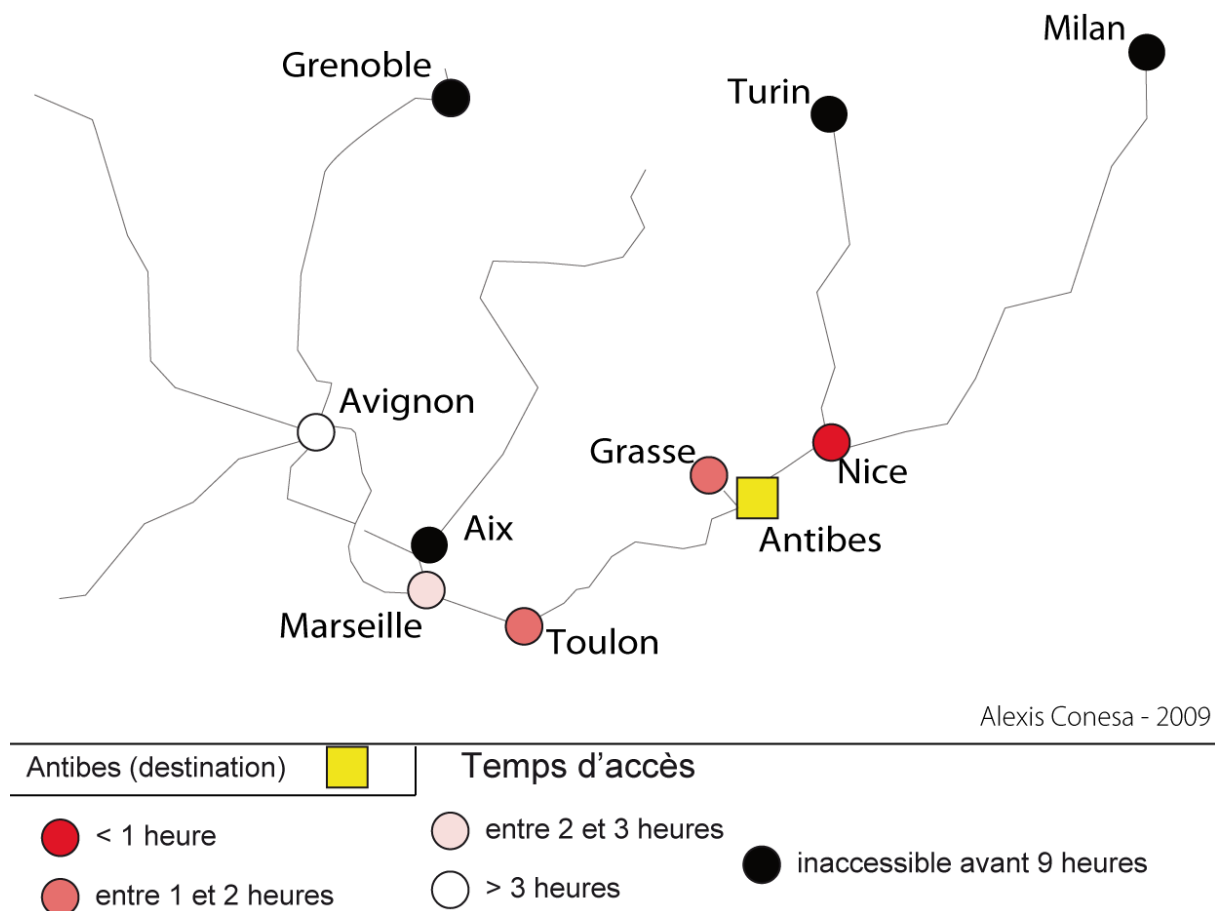 Milan
Grenoble
Turin
Avignon
Grasse
Nice
Aix
Antibes
Marseille
Toulon
Alexis Conesa - 2009
Antibes (destination)
Temps d'accès
< 1 heure
entre 2 et 3 heures
inaccessible avant 9 heures
entre 1 et 2 heures
> 3 heures